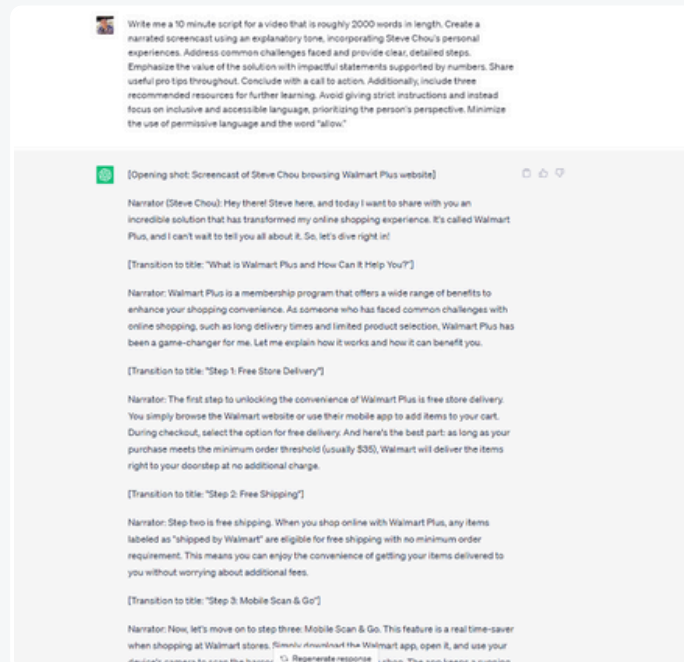 Write me a 10 minute script for a video that is roughly 2000 words in length. Create a
narrated screencast using an explanatory tone, incorporating Steve Chou's personal
experiences. Address common challenges faced and provide clear, detailed steps.
Emphasize the value of the solution with impactful statements supported by numbers. Share
useful pro tips throughout. Conclude with a call to action. Additionally, include three
recommended resources for further learning. Avoid giving strict instructions and instead
focus on inclusive and accessible language, prioritizing the person's perspective. Minimize
the use of permissive language and the word "allow."
[Opening shot: Screencast of Steve Chou browsing Walmart Plus website]
Narrator (Steve Chou): Hey there! Steve here, and today I want to share with you an
incredible solution that has transformed my online shopping experience. It's called Walmart
Plus, and I can't wait to tell you all about it. So, let's dive right in!
[Transition to title: "What is Walmart Plus and How Can It Help You?"]
Narrator: Walmart Plus is a membership program that offers a wide range of benefits to
enhance your shopping convenience. As someone who has faced common challenges with
online shopping, such as long delivery times and limited product selection, Walmart Plus has
been a game-changer for me. Let me explain how it works and how it can benefit you.
[Transition to title: "Step 1: Free Store Delivery"]
Narrator: The first step to unlocking the convenience of Walmart Plus is free store delivery.
You simply browse the Walmart website or use their mobile app to add items to your cart.
During checkout, select the option for free delivery. And here's the best part: as long as your
purchase meets the minimum order threshold (usually $35), Walmart will deliver the items
right to your doorstep at no additional charge.
[Transition to title: "Step 2: Free Shipping"]
Narrator: Step two is free shipping. When you shop online with Walmart Plus, any items
labeled as "shipped by Walmart" are eligible for free shipping with no minimum order
requirement. This means you can enjoy the convenience of getting your items delivered to
you without worrying about additional fees.
[Transition to title: "Step 3: Mobile Scan & Go"]
Narrator: Now, let's move on to step three: Mobile Scan & Go. This feature is a real time-saver
when shopping at Walmart stores. Simply download the Walmart app, open it, and use your
Regenerate response